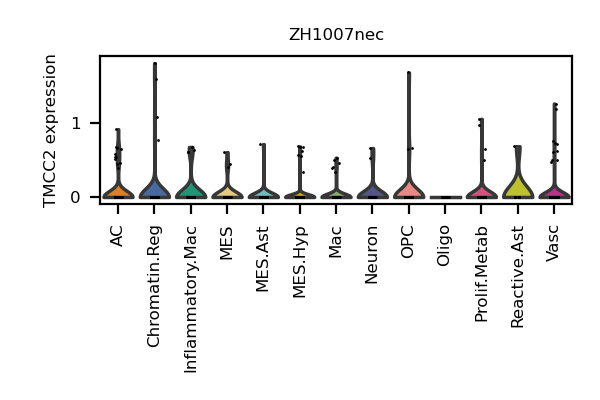 ZH1007nec
TMCC2 expression
1
0
AC
Chromatin.Reg
Inflammatory.Mac
MES
MES.Ast
MES.Hyp
Mac
Neuron
OPC
Oligo
Prolif.Metab
Reactive.Ast
Vasc